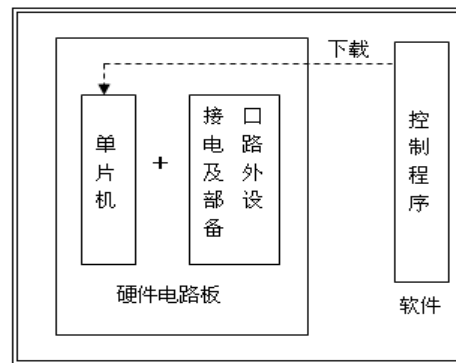 下载
单片机
+
接口
电路
及外
部设
备
控制程序
硬件电路板
软件